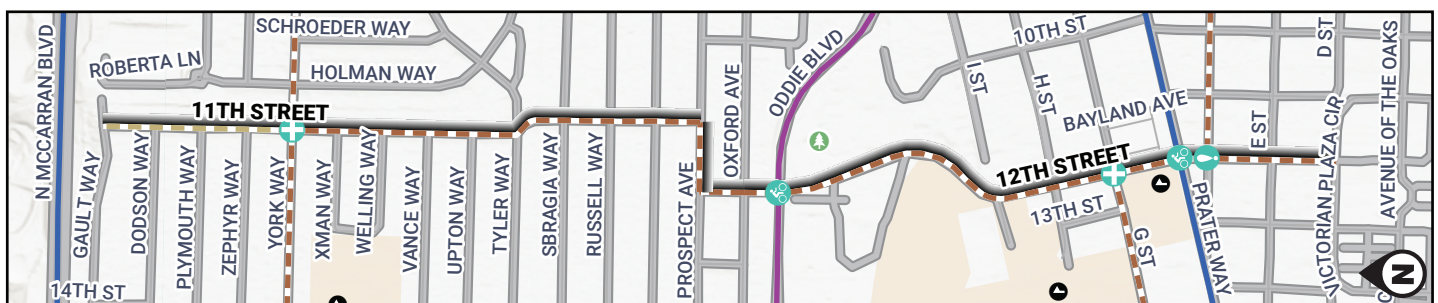 N MCCARRAN BLVD
SCHROEDER WAY
ROBERTA LN
HOLMAN WAY
11TH STREET
GAULT WAY
DODSON WAY
PLYMOUTH WAY
ZEPHYR WAY
YORK WAY
XMAN WAY
WELLING WAY
VANCE WAY
UPTON WAY
TYLER WAY
SBRAGIA WAY
RUSSELL WAY
PROSPECT AVE
OXFORD AVE
ODDIE BLVD
14TH ST
10TH ST
I ST
H ST
BAYLAND AVE
12TH STREET
13TH ST
G ST
PRATER WAY
E ST
D ST
VICTORIAN PLAZA CIR
AVENUE OF THE OAKS
N